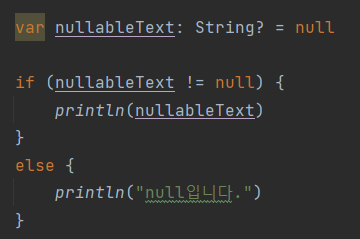 var nullableText: String? = null
if (nullableText != null) {
println(nullableText)
}
else {
println("null입니다.")
}